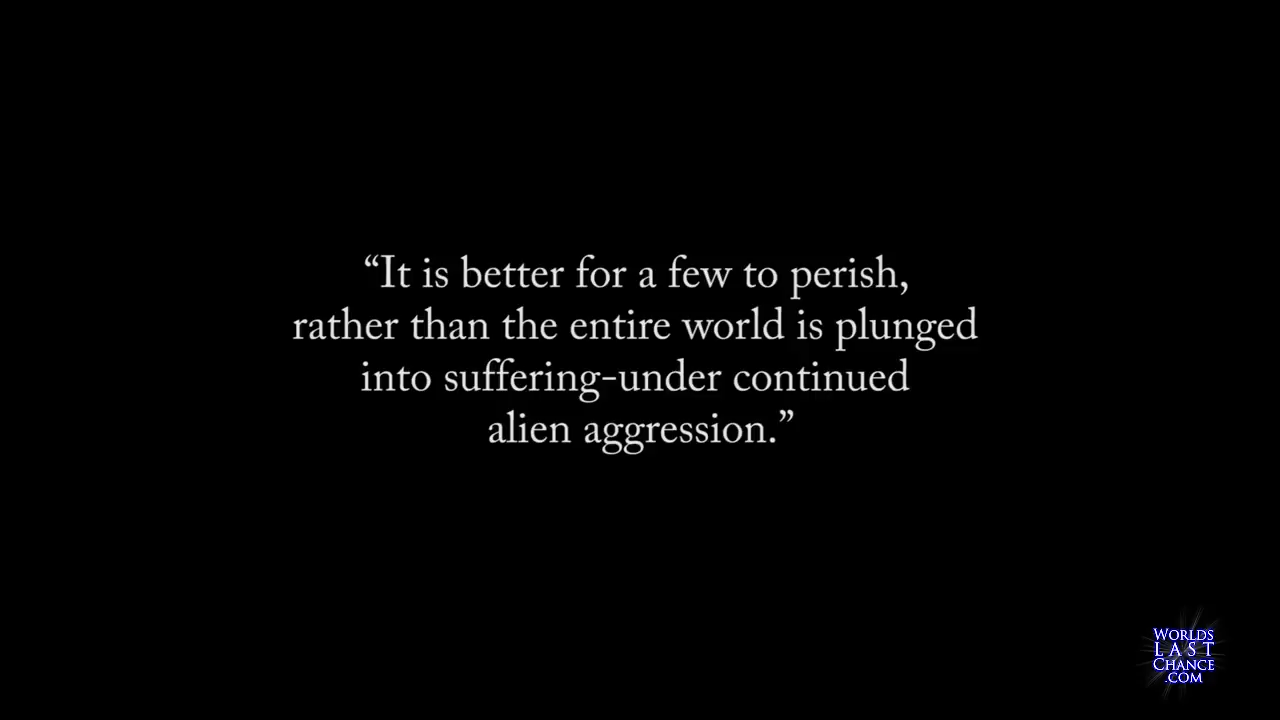 “It is better for a few to perish,
rather than the entire world is plunged
into suffering-under continued
alien aggression.”
WORLDS
LAST
CHANCE
.COM